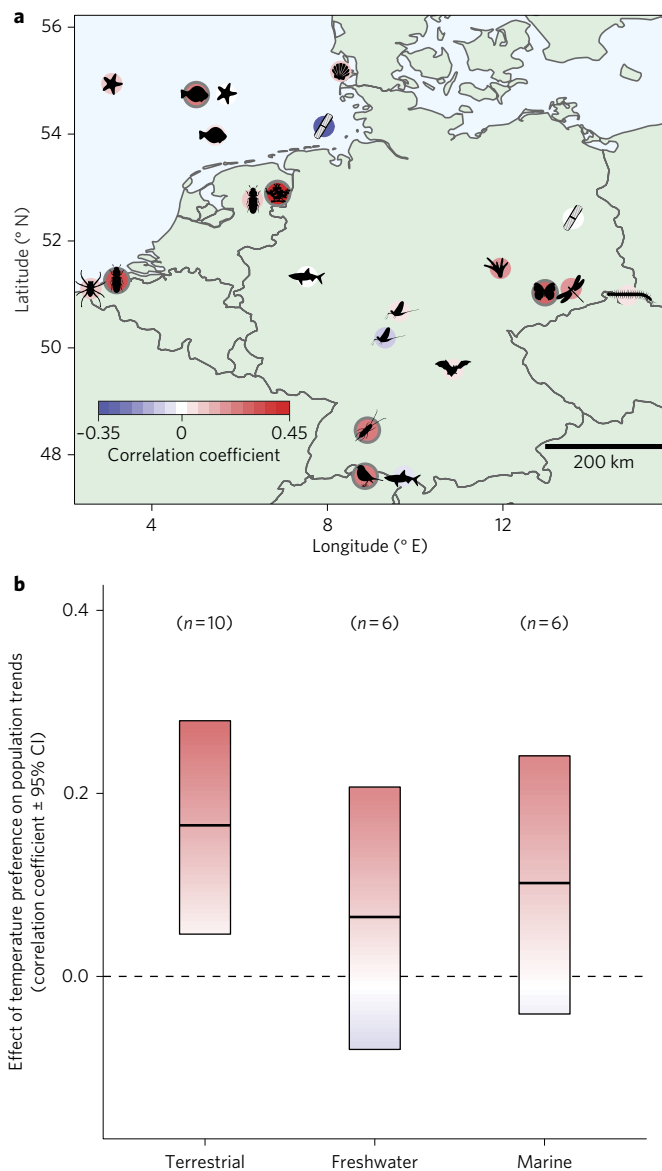 a
56
54
52
50
48
Latitude (° N)
−0.35 0 0.45
Correlation coefficient
200 km
4 8 12
Longitude (° E)
b
Effect of temperature preference on population trends
(correlation coefficient ± 95% CI)
0.4
0.2
0.0
(n = 10) (n = 6) (n = 6)
Terrestrial Freshwater Marine